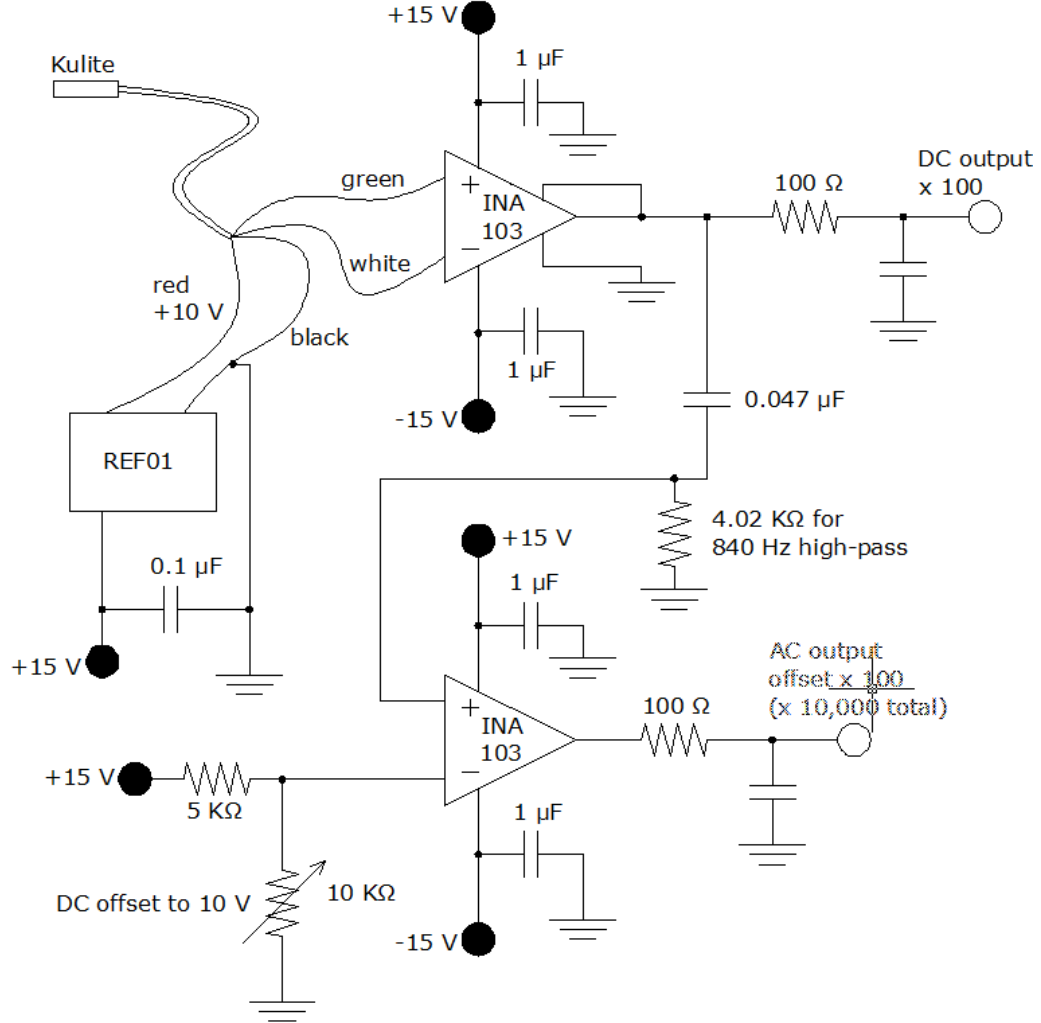 +15 V
1 µF
Kulite
green
+
INA
103
−
white
red
+10 V
black
100 Ω
DC output
x 100
1 µF
-15 V
0.047 µF
REF01
4.02 KΩ for
840 Hz high-pass
+15 V
0.1 µF
1 µF
+15 V
AC output
offset x 100
(x 10,000 total)
+
INA
103
−
100 Ω
+15 V
5 KΩ
1 µF
DC offset to 10 V
10 KΩ
-15 V